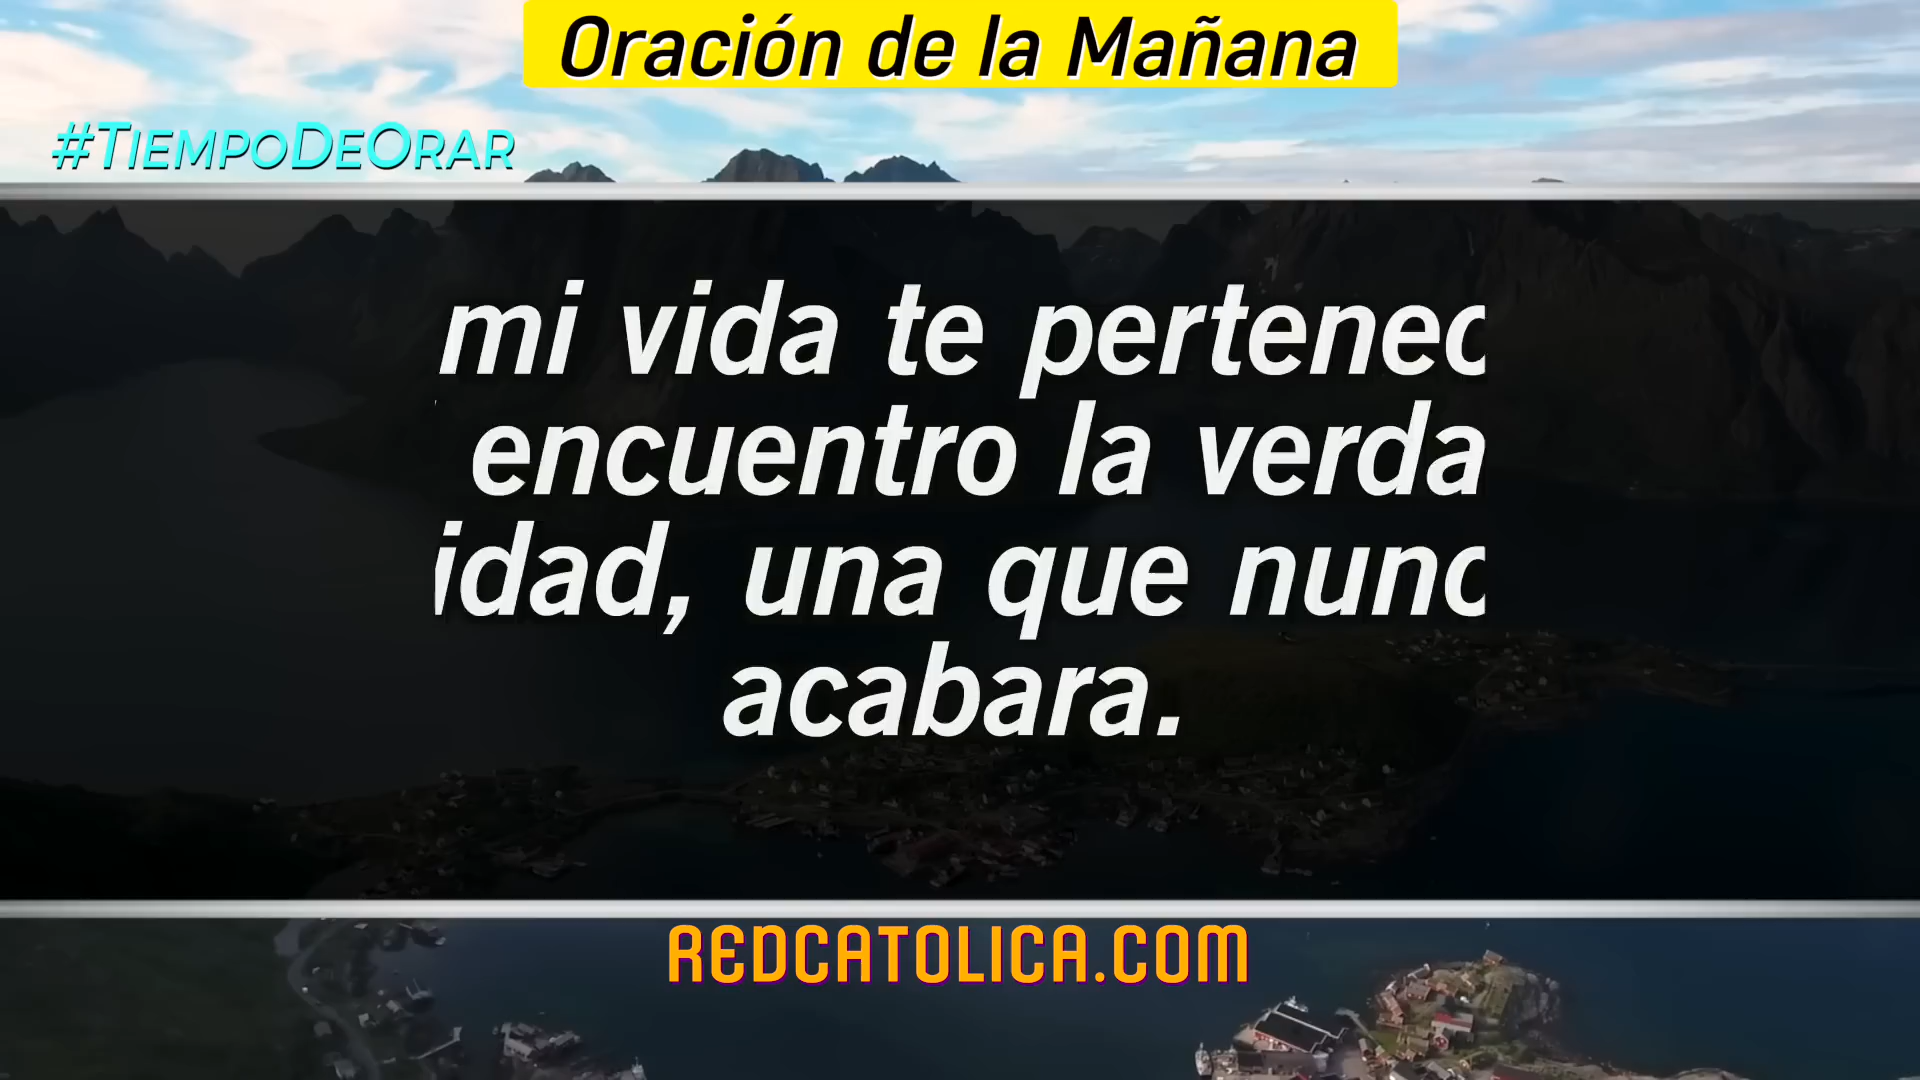 Oración de la Mañana
#TiempoDeOrar
mi vida te pertenec
encuentro la verda
idad, una que nunc
acabara.
REDCATOLICA.COM